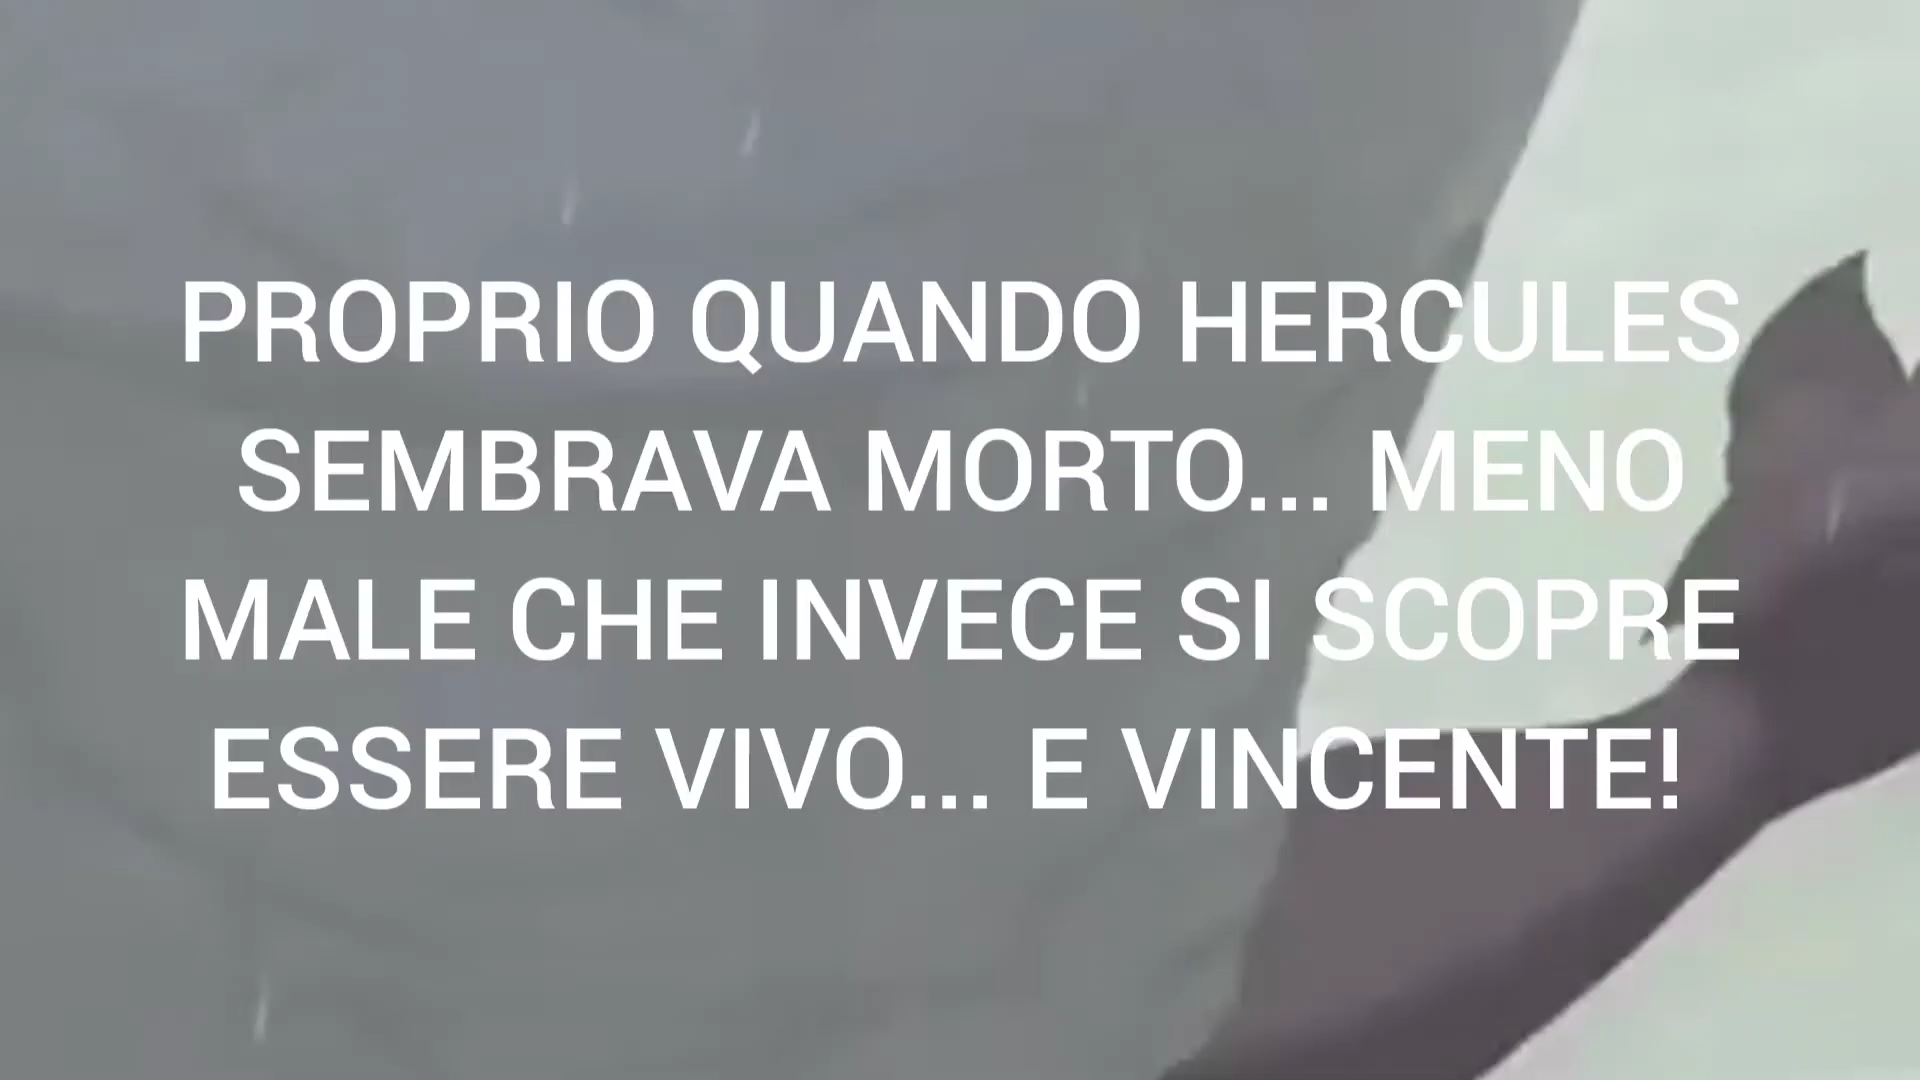 PROPRIO QUANDO HERCULES
SEMBRAVA MORTO... MENO
MALE CHE INVECE SI SCOPRE
ESSERE VIVO... E VINCENTE!